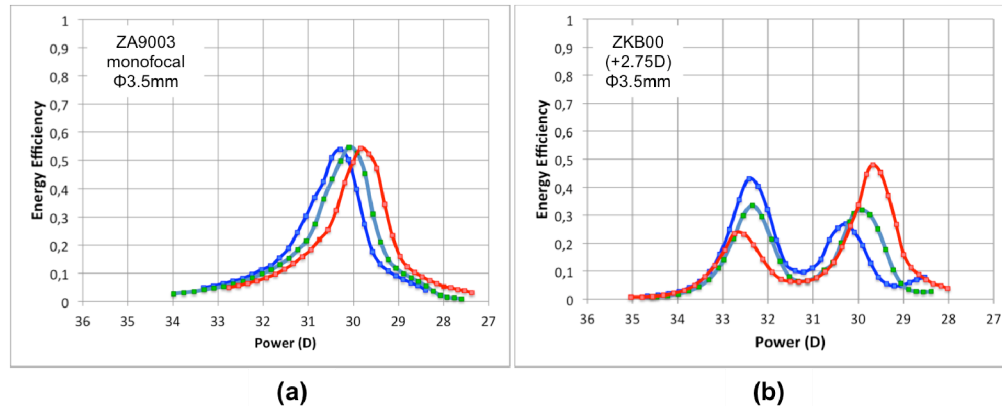 ZA9003
monofocal
Φ3.5mm
Energy Efficiency
1
0,9
0,8
0,7
0,6
0,5
0,4
0,3
0,2
0,1
0
36 35 34 33 32 31 30 29 28 27
Power (D)
(a)
ZKB00
(+2.75D)
Φ3.5mm
Energy Efficiency
1
0,9
0,8
0,7
0,6
0,5
0,4
0,3
0,2
0,1
0
36 35 34 33 32 31 30 29 28 27
Power (D)
(b)